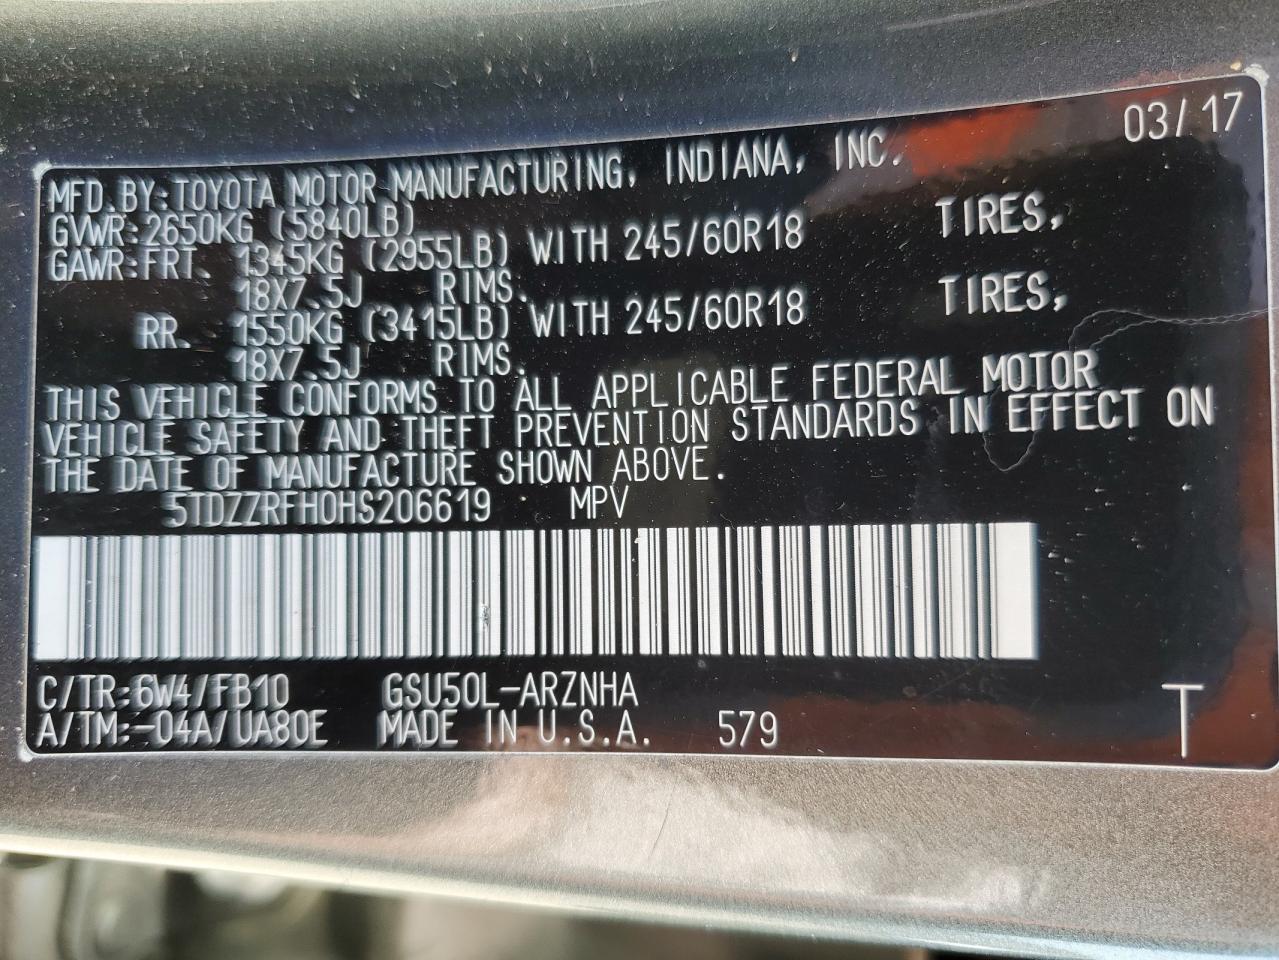 03/17
MFD.BY:TOYOTA MOTOR MANUFACTURING, INDIANA, INC.
GVWR:2650KG (5840LB)
GAWR:FRT. 1345KG (2955LB) WITH 245/60R18 TIRES,
18X7.5J RIMS.
RR. 1550KG (3415LB) WITH 245/60R18 TIRES,
18X7.5J RIMS.
THIS VEHICLE CONFORMS TO ALL APPLICABLE FEDERAL MOTOR
VEHICLE SAFETY AND THEFT PREVENTION STANDARDS IN EFFECT ON
THE DATE OF MANUFACTURE SHOWN ABOVE.
5TDZZRFH0HS206619 MPV
C/TR:6W4/FB10 GSU50L-ARZNHA
A/TM:-04A/UA80E MADE IN U.S.A. 579
T